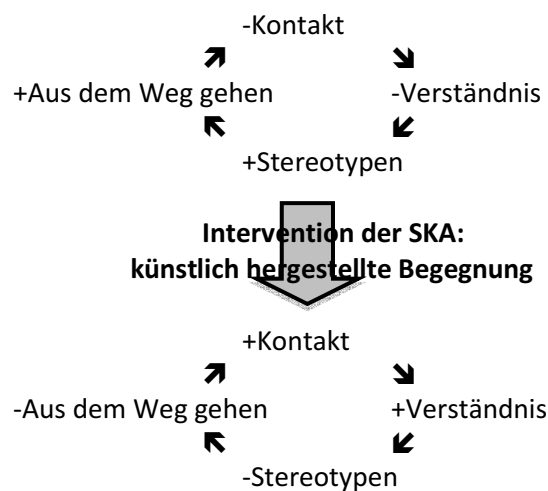 -Kontakt
+Aus dem Weg gehen -Verständnis
+Stereotypen
Intervention der SKA:
künstlich hergestellte Begegnung
+Kontakt
-Aus dem Weg gehen +Verständnis
-Stereotypen